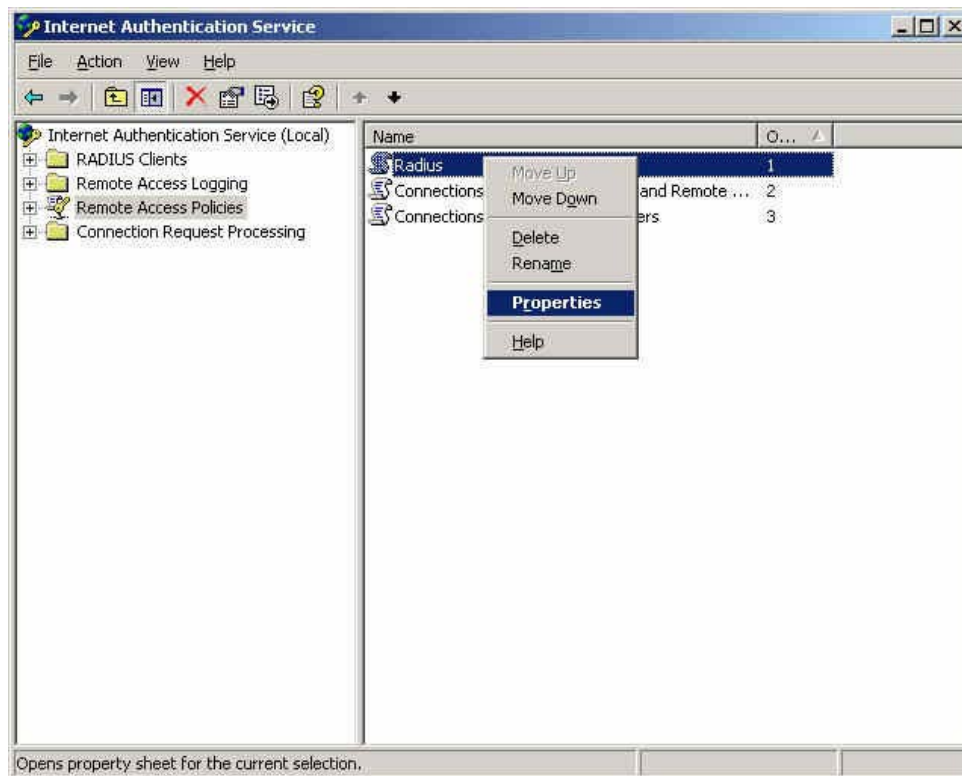 Internet Authentication Service
File Action View Help
Internet Authentication Service (Local)
RADIUS Clients
Remote Access Logging
Remote Access Policies
Connection Request Processing
Name O...
Radius 1
Connections and Remote ... 2
Connections ers 3
Move Up
Move Down
Delete
Rename
Properties
Help
Opens property sheet for the current selection.